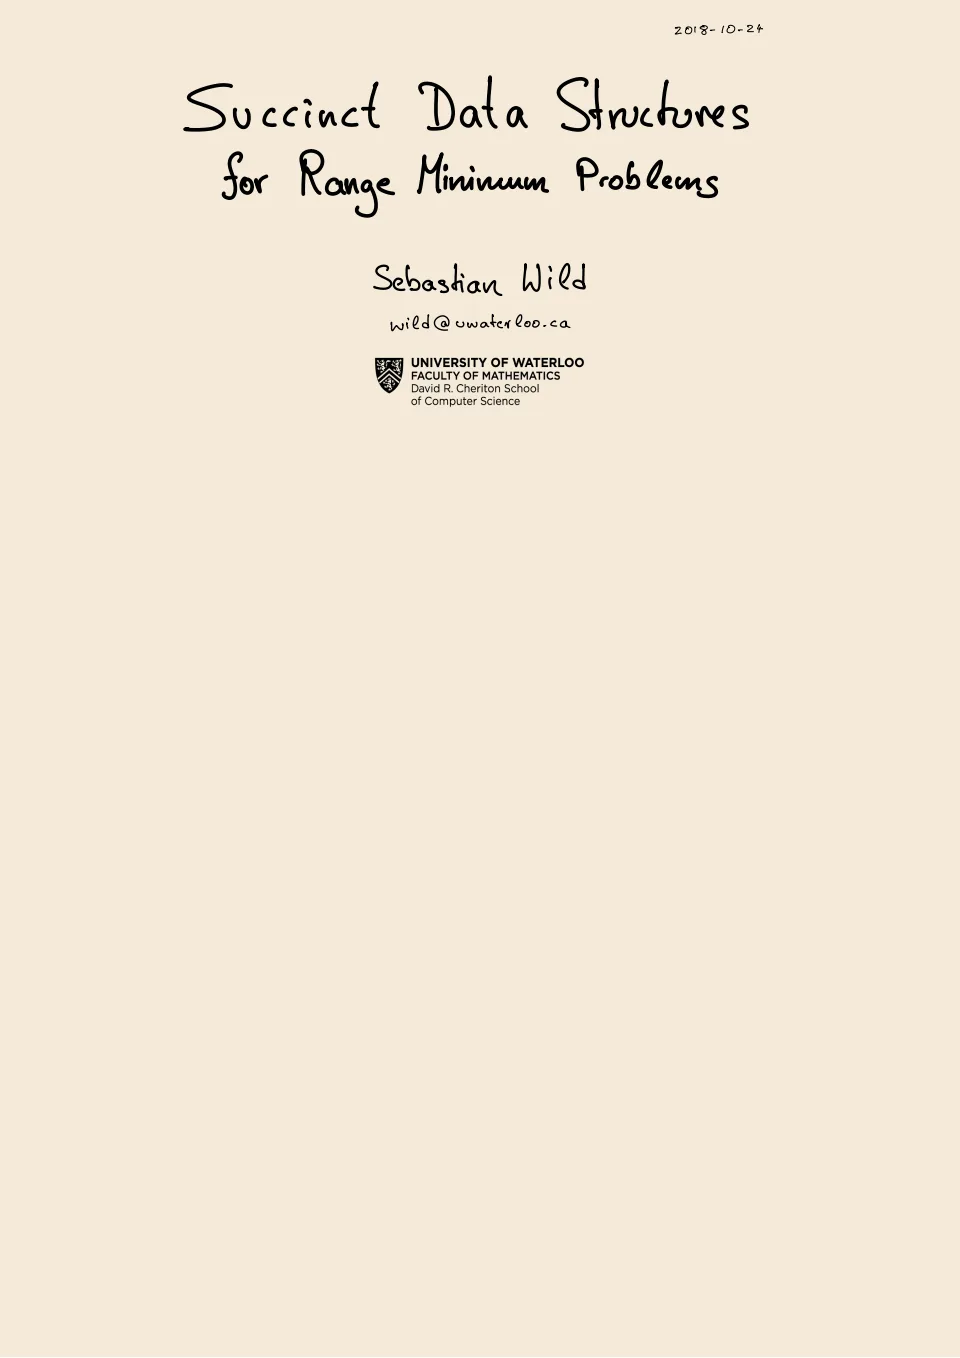 2018-10-24
Succinct Data Structures
for Range Minimum Problems
Sebastian Wild
wild@uwaterloo.ca
UNIVERSITY OF WATERLOO
FACULTY OF MATHEMATICS
David R. Cheriton School
of Computer Science